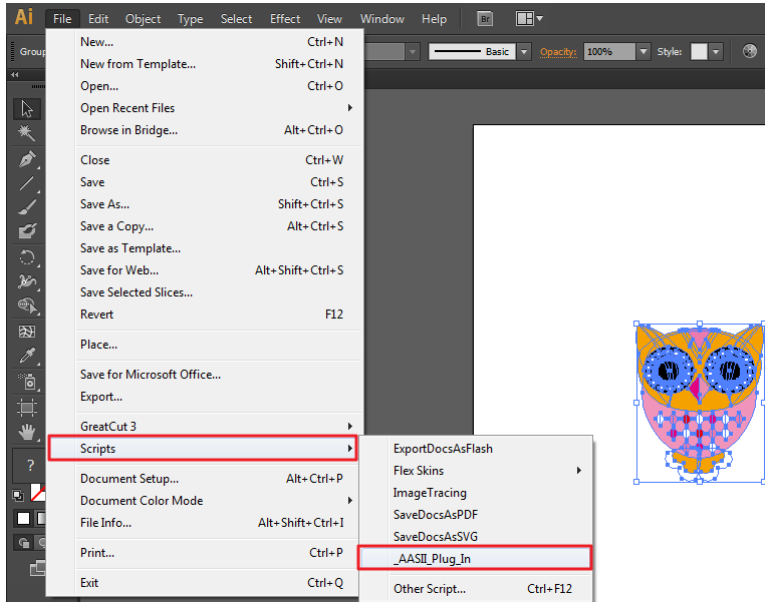 Ai File Edit Object Type Select Effect View Window Help Br
Group Basic Opacity: 100% Style:
New... Ctrl+N
New from Template... Shift+Ctrl+N
Open... Ctrl+O
Open Recent Files
Browse in Bridge... Alt+Ctrl+O
Close Ctrl+W
Save Ctrl+S
Save As... Shift+Ctrl+S
Save a Copy... Alt+Ctrl+S
Save as Template...
Save for Web... Alt+Shift+Ctrl+S
Save Selected Slices...
Revert F12
Place...
Save for Microsoft Office...
Export...
GreatCut 3
Scripts
Document Setup... Alt+Ctrl+P
Document Color Mode
File Info... Alt+Shift+Ctrl+I
Print... Ctrl+P
Exit Ctrl+Q
ExportDocsAsFlash
Flex Skins
ImageTracing
SaveDocsAsPDF
SaveDocsAsSVG
_AASII_Plug_In
Other Script... Ctrl+F12
?